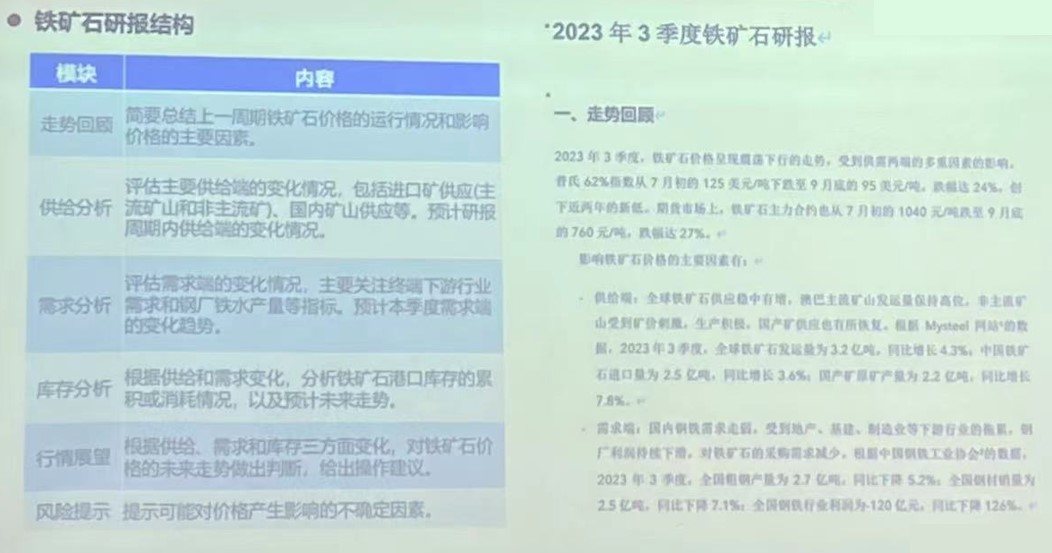 铁矿石研报结构
模块 内容
走势回顾 简要总结上一周期铁矿石价格的运行情况和影响
价格的主要因素。
供给分析 评估主要供给端的变化情况，包括进口矿供应(主
流矿山和非主流矿)、国内矿山供应等。预计研报
周期内供给端的变化情况。
需求分析 评估需求端的变化情况，主要关注终端下游行业
需求和钢厂铁水产量等指标。预计本季度需求端
的变化趋势。
库存分析 根据供给和需求变化，分析铁矿石港口库存的累
积或消耗情况，以及预计未来走势。
行情展望 根据供给、需求和库存三方面变化，对铁矿石价
格的未来走势做出判断，给出操作建议。
风险提示 提示可能对价格产生影响的不确定因素。
2023 年 3 季度铁矿石研报
一、走势回顾
2023 年 3 季度，铁矿石价格呈现震荡下行的走势，受到供需两端的多重因素的影响。
普氏 62%指数从 7 月初的 125 美元/吨下跌至 9 月底的 95 美元/吨，跌幅达 24%，创
下近两年的新低。期货市场上，铁矿石主力合约也从 7 月初的 1040 元/吨跌至 9 月底
的 760 元/吨，跌幅达 27%。
影响铁矿石价格的主要因素有：
· 供给端：全球铁矿石供应稳中有增，澳巴主流矿山发运量保持高位，非主流矿
山受到矿价刺激，生产积极，国产矿供应也有所恢复。根据 Mysteel 网站的数
据，2023 年 3 季度，全球铁矿石发运量为 3.2 亿吨，同比增长 4.3%；中国铁矿
石进口量为 2.5 亿吨，同比增长 3.6%；国产矿原矿产量为 2.2 亿吨，同比增长
7.8%。
· 需求端：国内钢铁需求走弱，受到地产、基建、制造业等下游行业的拖累，钢
厂利润持续下滑，对铁矿石的采购需求减少。根据中国钢铁工业协会的数据，
2023 年 3 季度，全国粗钢产量为 2.7 亿吨，同比下降 5.2%；全国钢材销量为
2.5 亿吨，同比下降 7.1%；全国钢铁行业利润为-120 亿元，同比下降 126%。